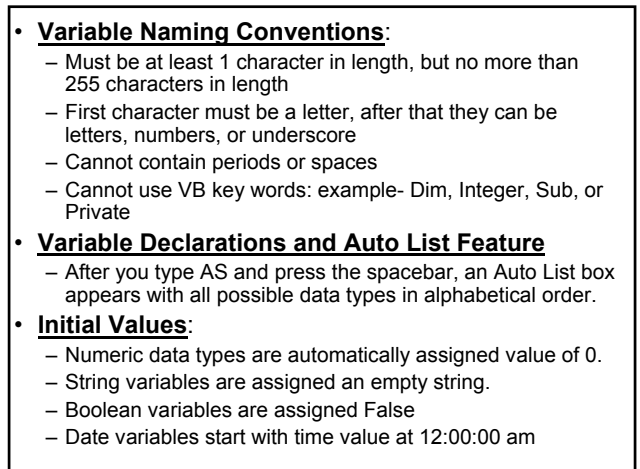 • Variable Naming Conventions:
– Must be at least 1 character in length, but no more than
255 characters in length
– First character must be a letter, after that they can be
letters, numbers, or underscore
– Cannot contain periods or spaces
– Cannot use VB key words: example- Dim, Integer, Sub, or
Private
• Variable Declarations and Auto List Feature
– After you type AS and press the spacebar, an Auto List box
appears with all possible data types in alphabetical order.
• Initial Values:
– Numeric data types are automatically assigned value of 0.
– String variables are assigned an empty string.
– Boolean variables are assigned False
– Date variables start with time value at 12:00:00 am